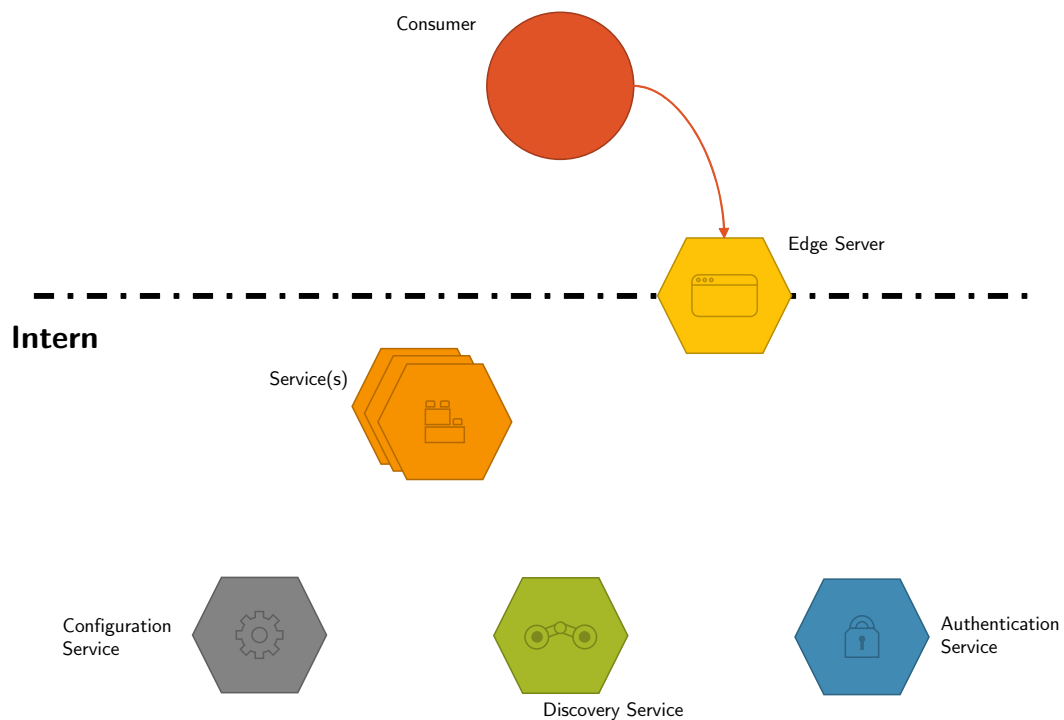 Consumer
Edge Server
Intern
Service(s)
Configuration
Service
Discovery Service
Authentication
Service